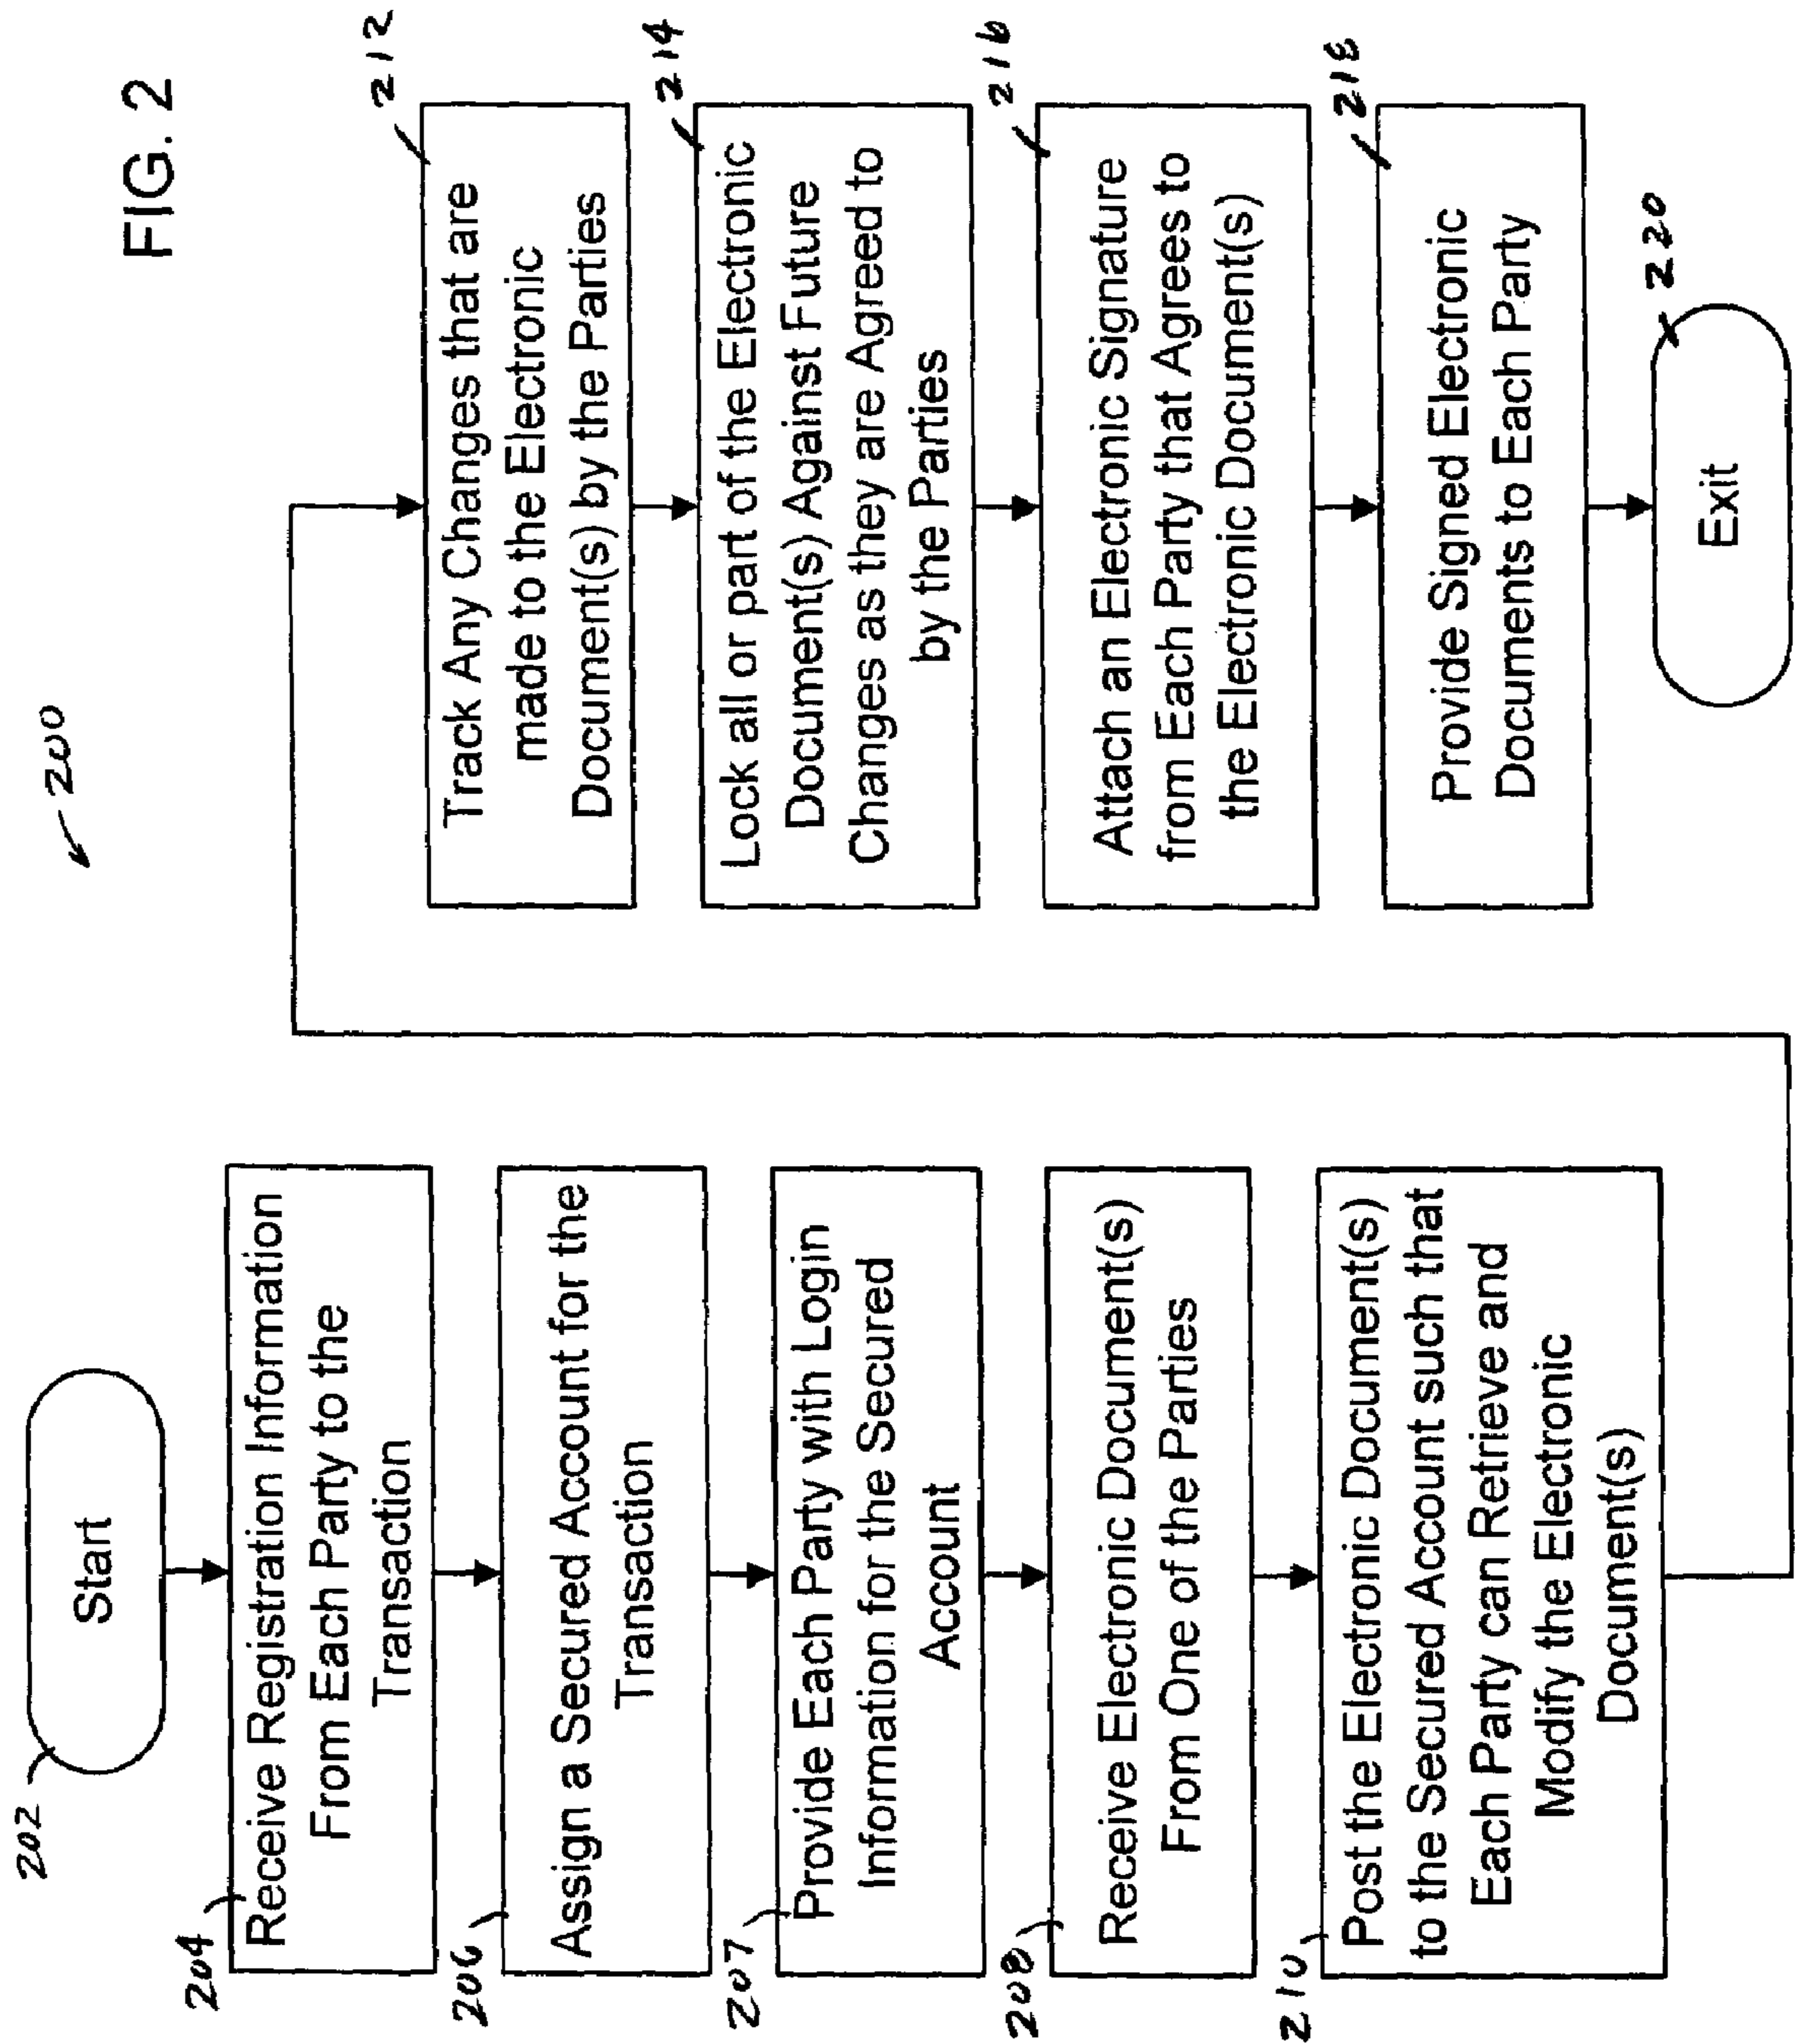 FIG. 2
200
202
Start
204
Receive Registration Information
From Each Party to the
Transaction
206
Assign a Secured Account for the
Transaction
207
Provide Each Party with Login
Information for the Secured
Account
208
Receive Electronic Document(s)
From One of the Parties
210
Post the Electronic Document(s)
to the Secured Account such that
Each Party can Retrieve and
Modify the Electronic
Document(s)
212
Track Any Changes that are
made to the Electronic
Document(s) by the Parties
214
Lock all or part of the Electronic
Document(s) Against Future
Changes as they are Agreed to
by the Parties
216
Attach an Electronic Signature
from Each Party that Agrees to
the Electronic Document(s)
218
Provide Signed Electronic
Documents to Each Party
220
Exit